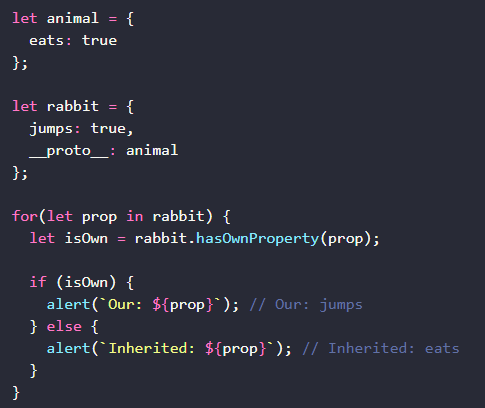 let animal = {
  eats: true
};

let rabbit = {
  jumps: true,
  __proto__: animal
};

for(let prop in rabbit) {
  let isOwn = rabbit.hasOwnProperty(prop);

  if (isOwn) {
    alert(`Our: ${prop}`); // Our: jumps
  } else {
    alert(`Inherited: ${prop}`); // Inherited: eats
  }
}